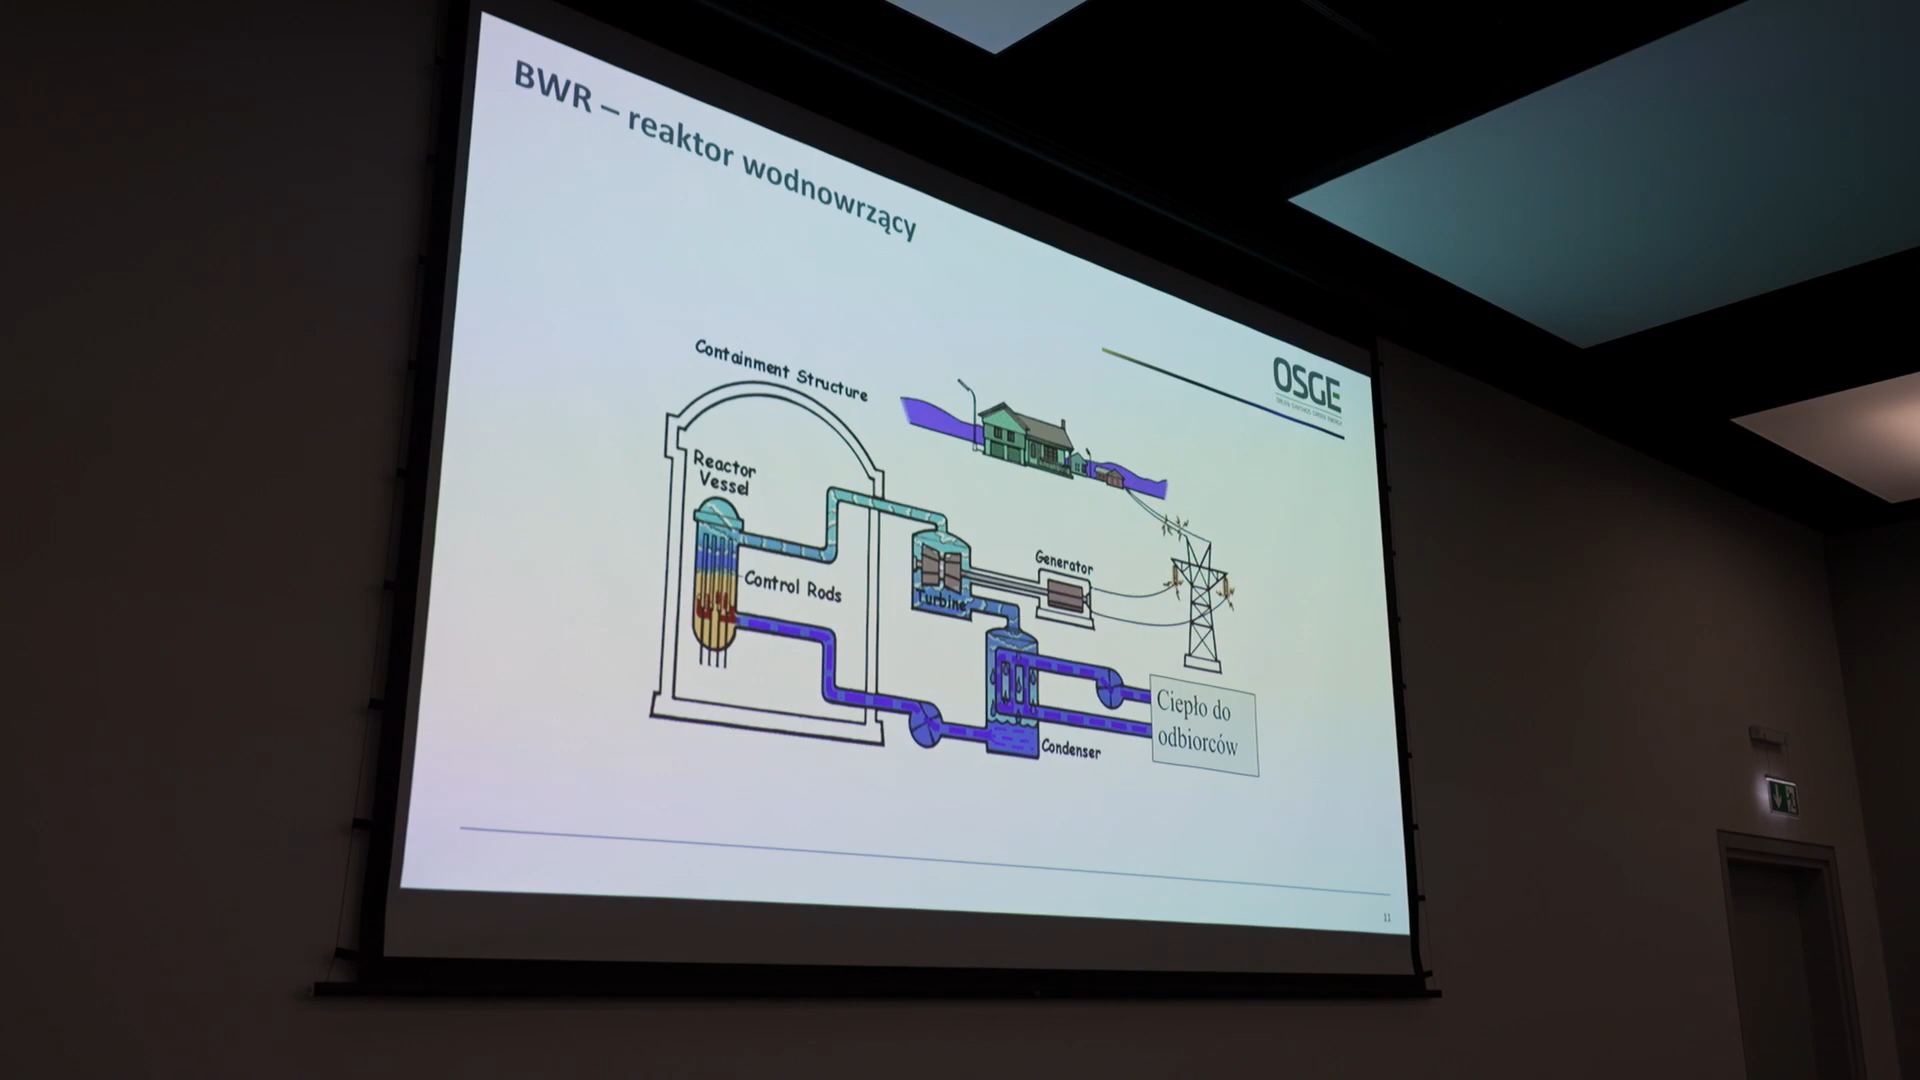 BWR – reaktor wodnowrzący
OSGE
Containment Structure
Reactor
Vessel
Control Rods
Turbine
Generator
Condenser
Ciepło do
odbiorców
11